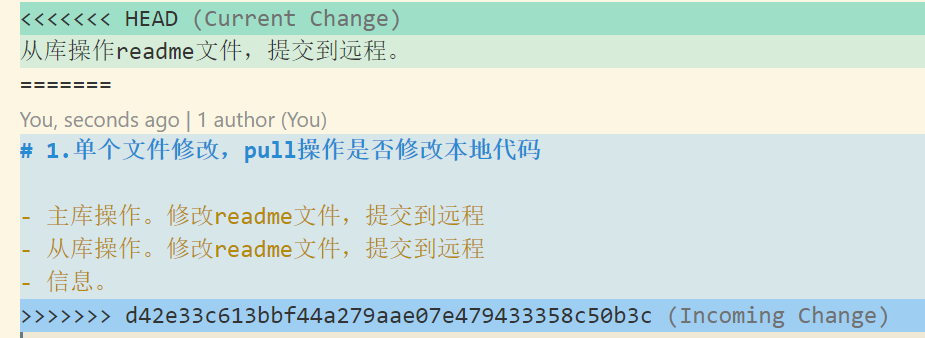 <<<<<<< HEAD (Current Change)
从库操作readme文件，提交到远程。
=======
You, seconds ago | 1 author (You)
# 1.单个文件修改，pull操作是否修改本地代码
- 主库操作。修改readme文件，提交到远程
- 从库操作。修改readme文件，提交到远程
- 信息。
>>>>>>> d42e33c613bbf44a279aae07e479433358c50b3c (Incoming Change)